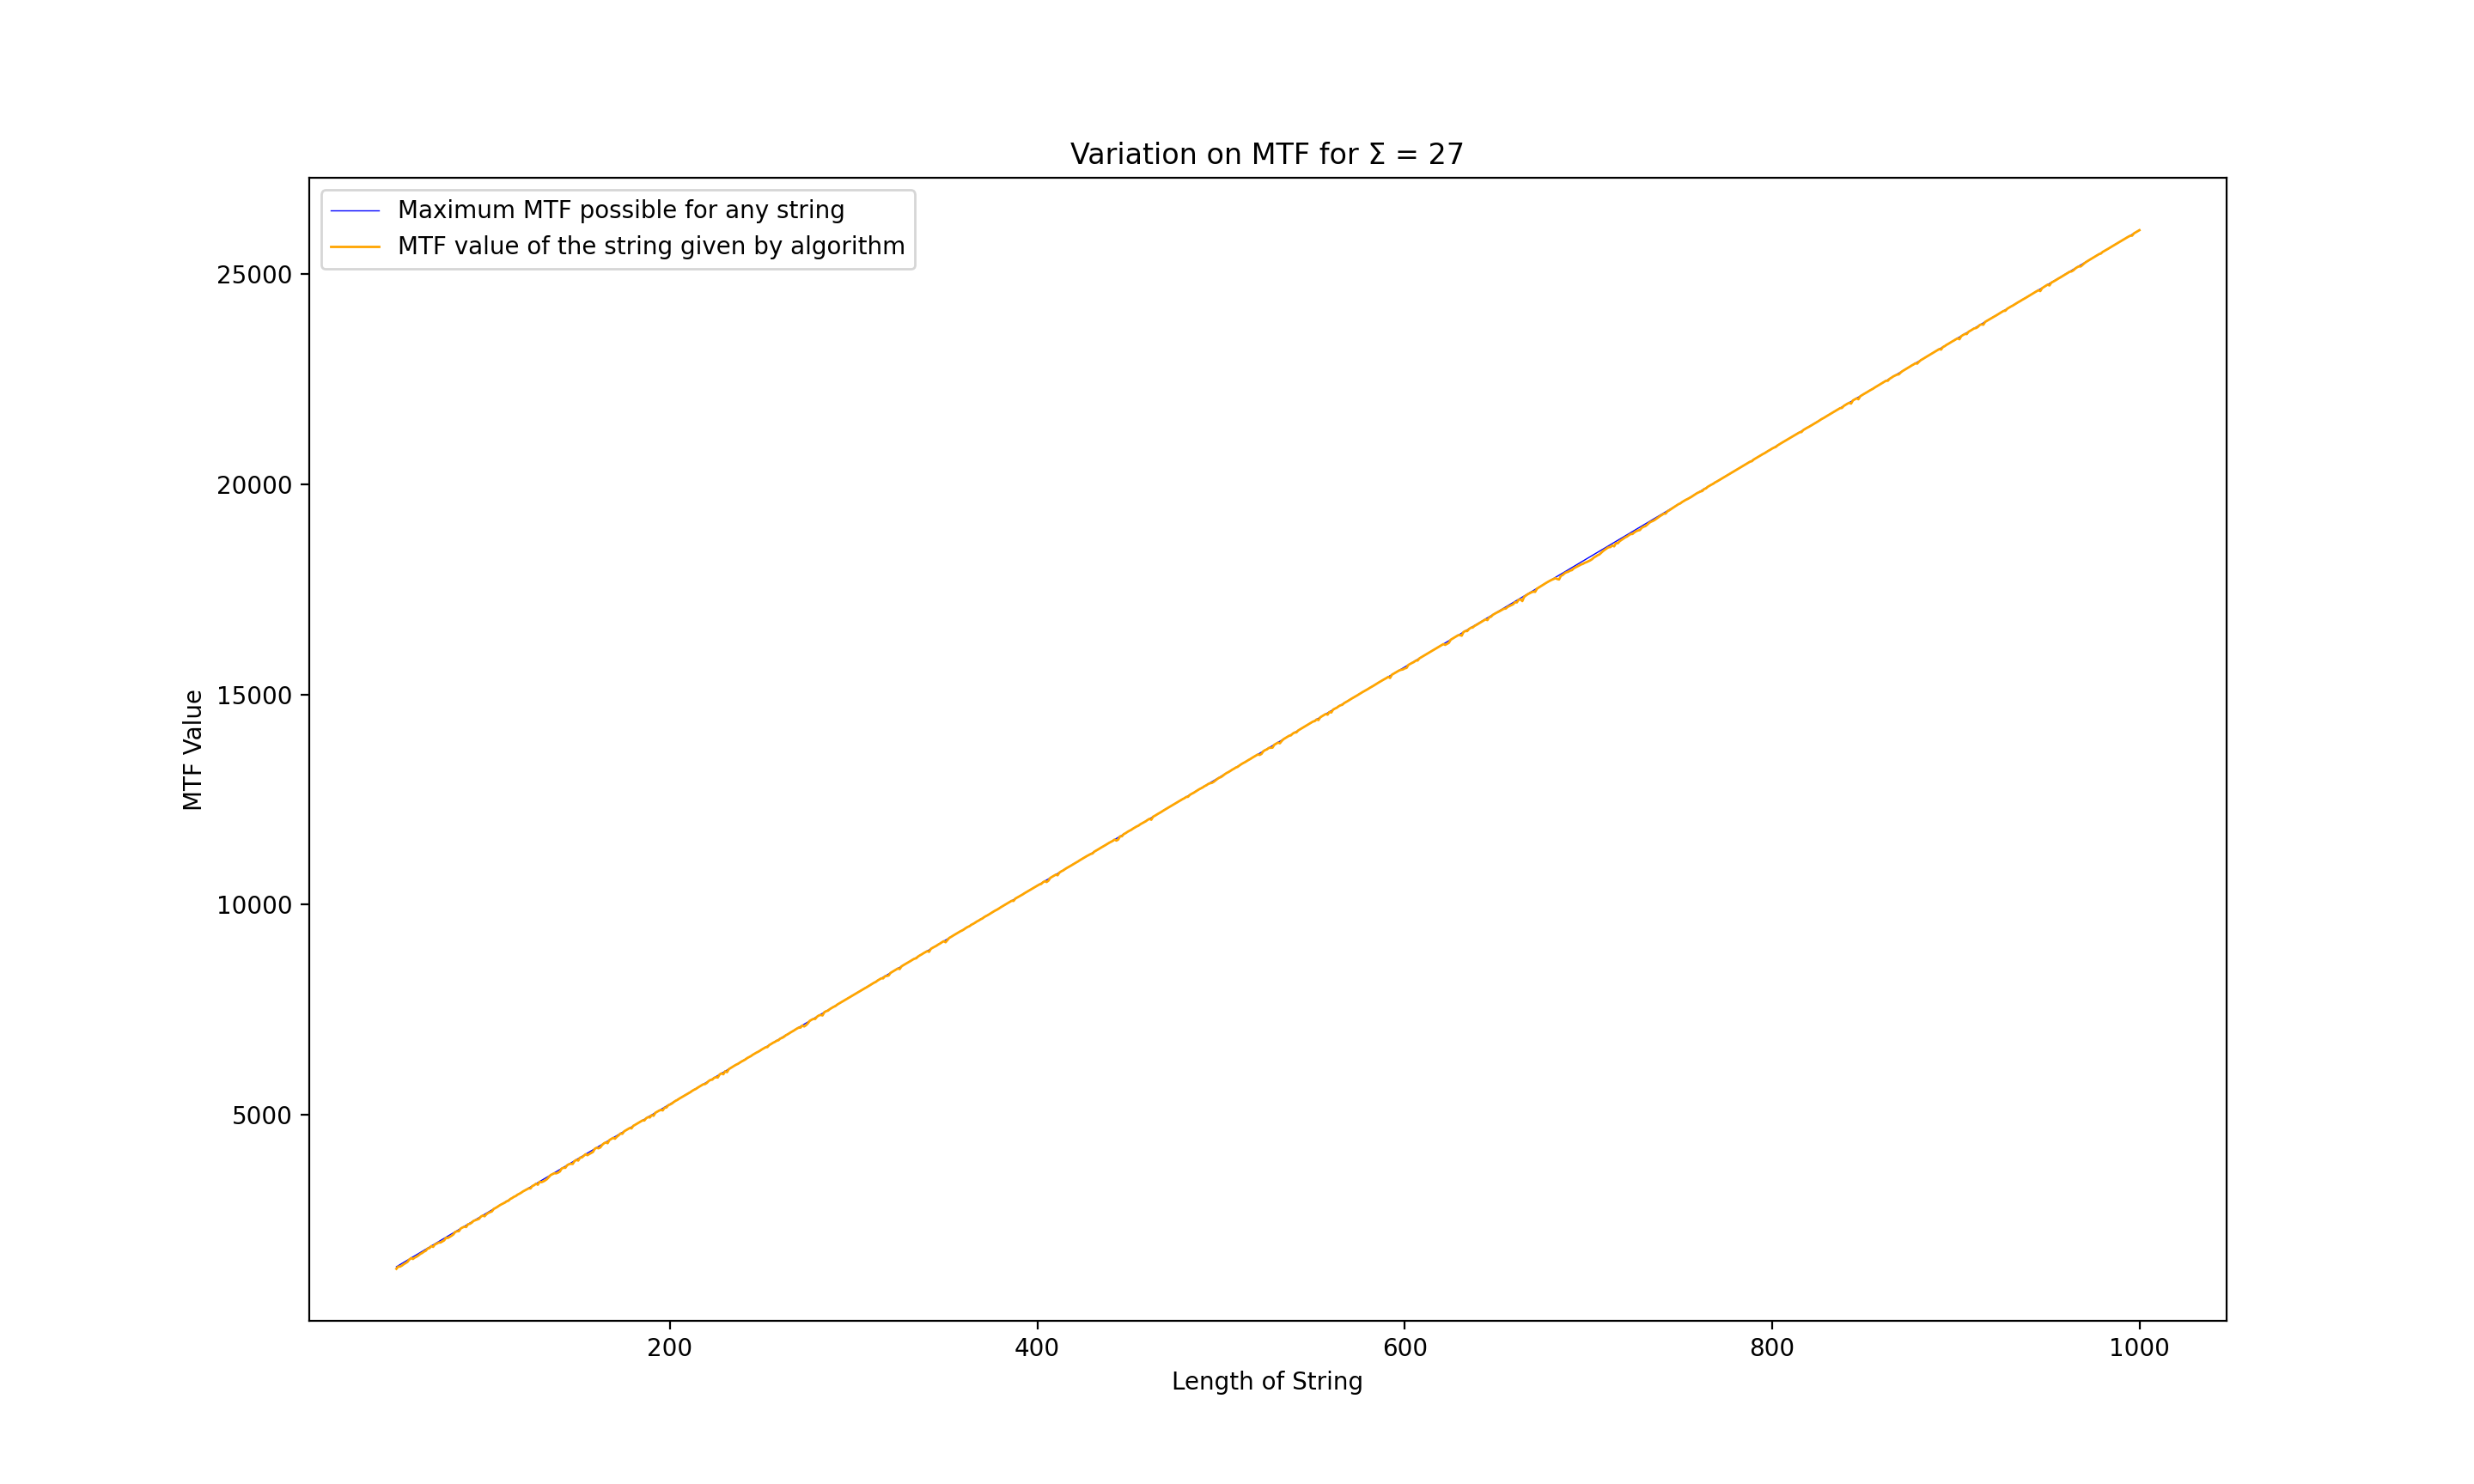 Variation on MTF for Σ = 27
Maximum MTF possible for any string
MTF value of the string given by algorithm
25000
20000
15000
10000
5000
MTF Value
200 400 600 800 1000
Length of String